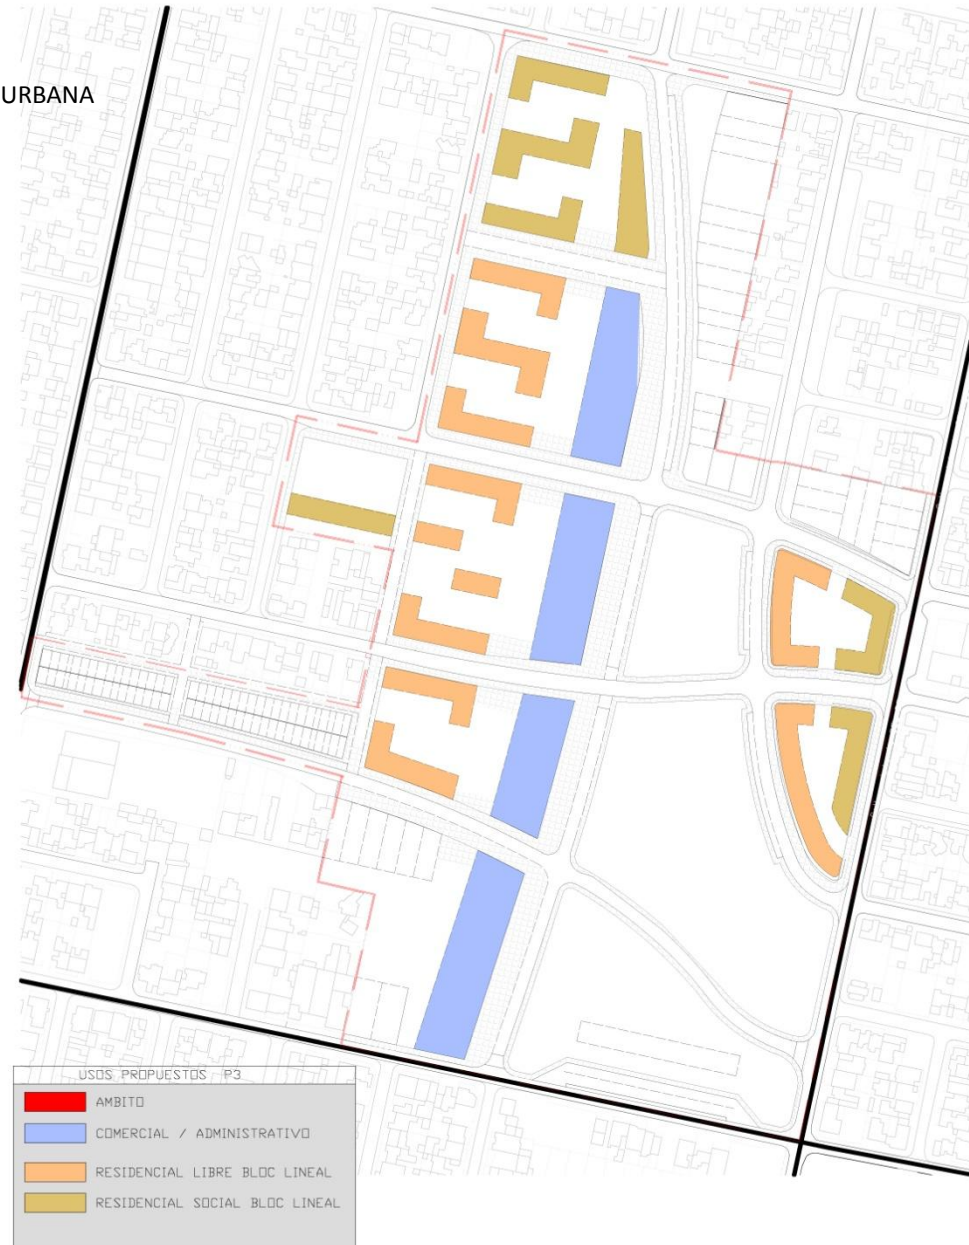 URBANA
USOS PROPUESTOS P3
AMBITO
COMERCIAL / ADMINISTRATIVO
RESIDENCIAL LIBRE BLOC LINEAL
RESIDENCIAL SOCIAL BLOC LINEAL